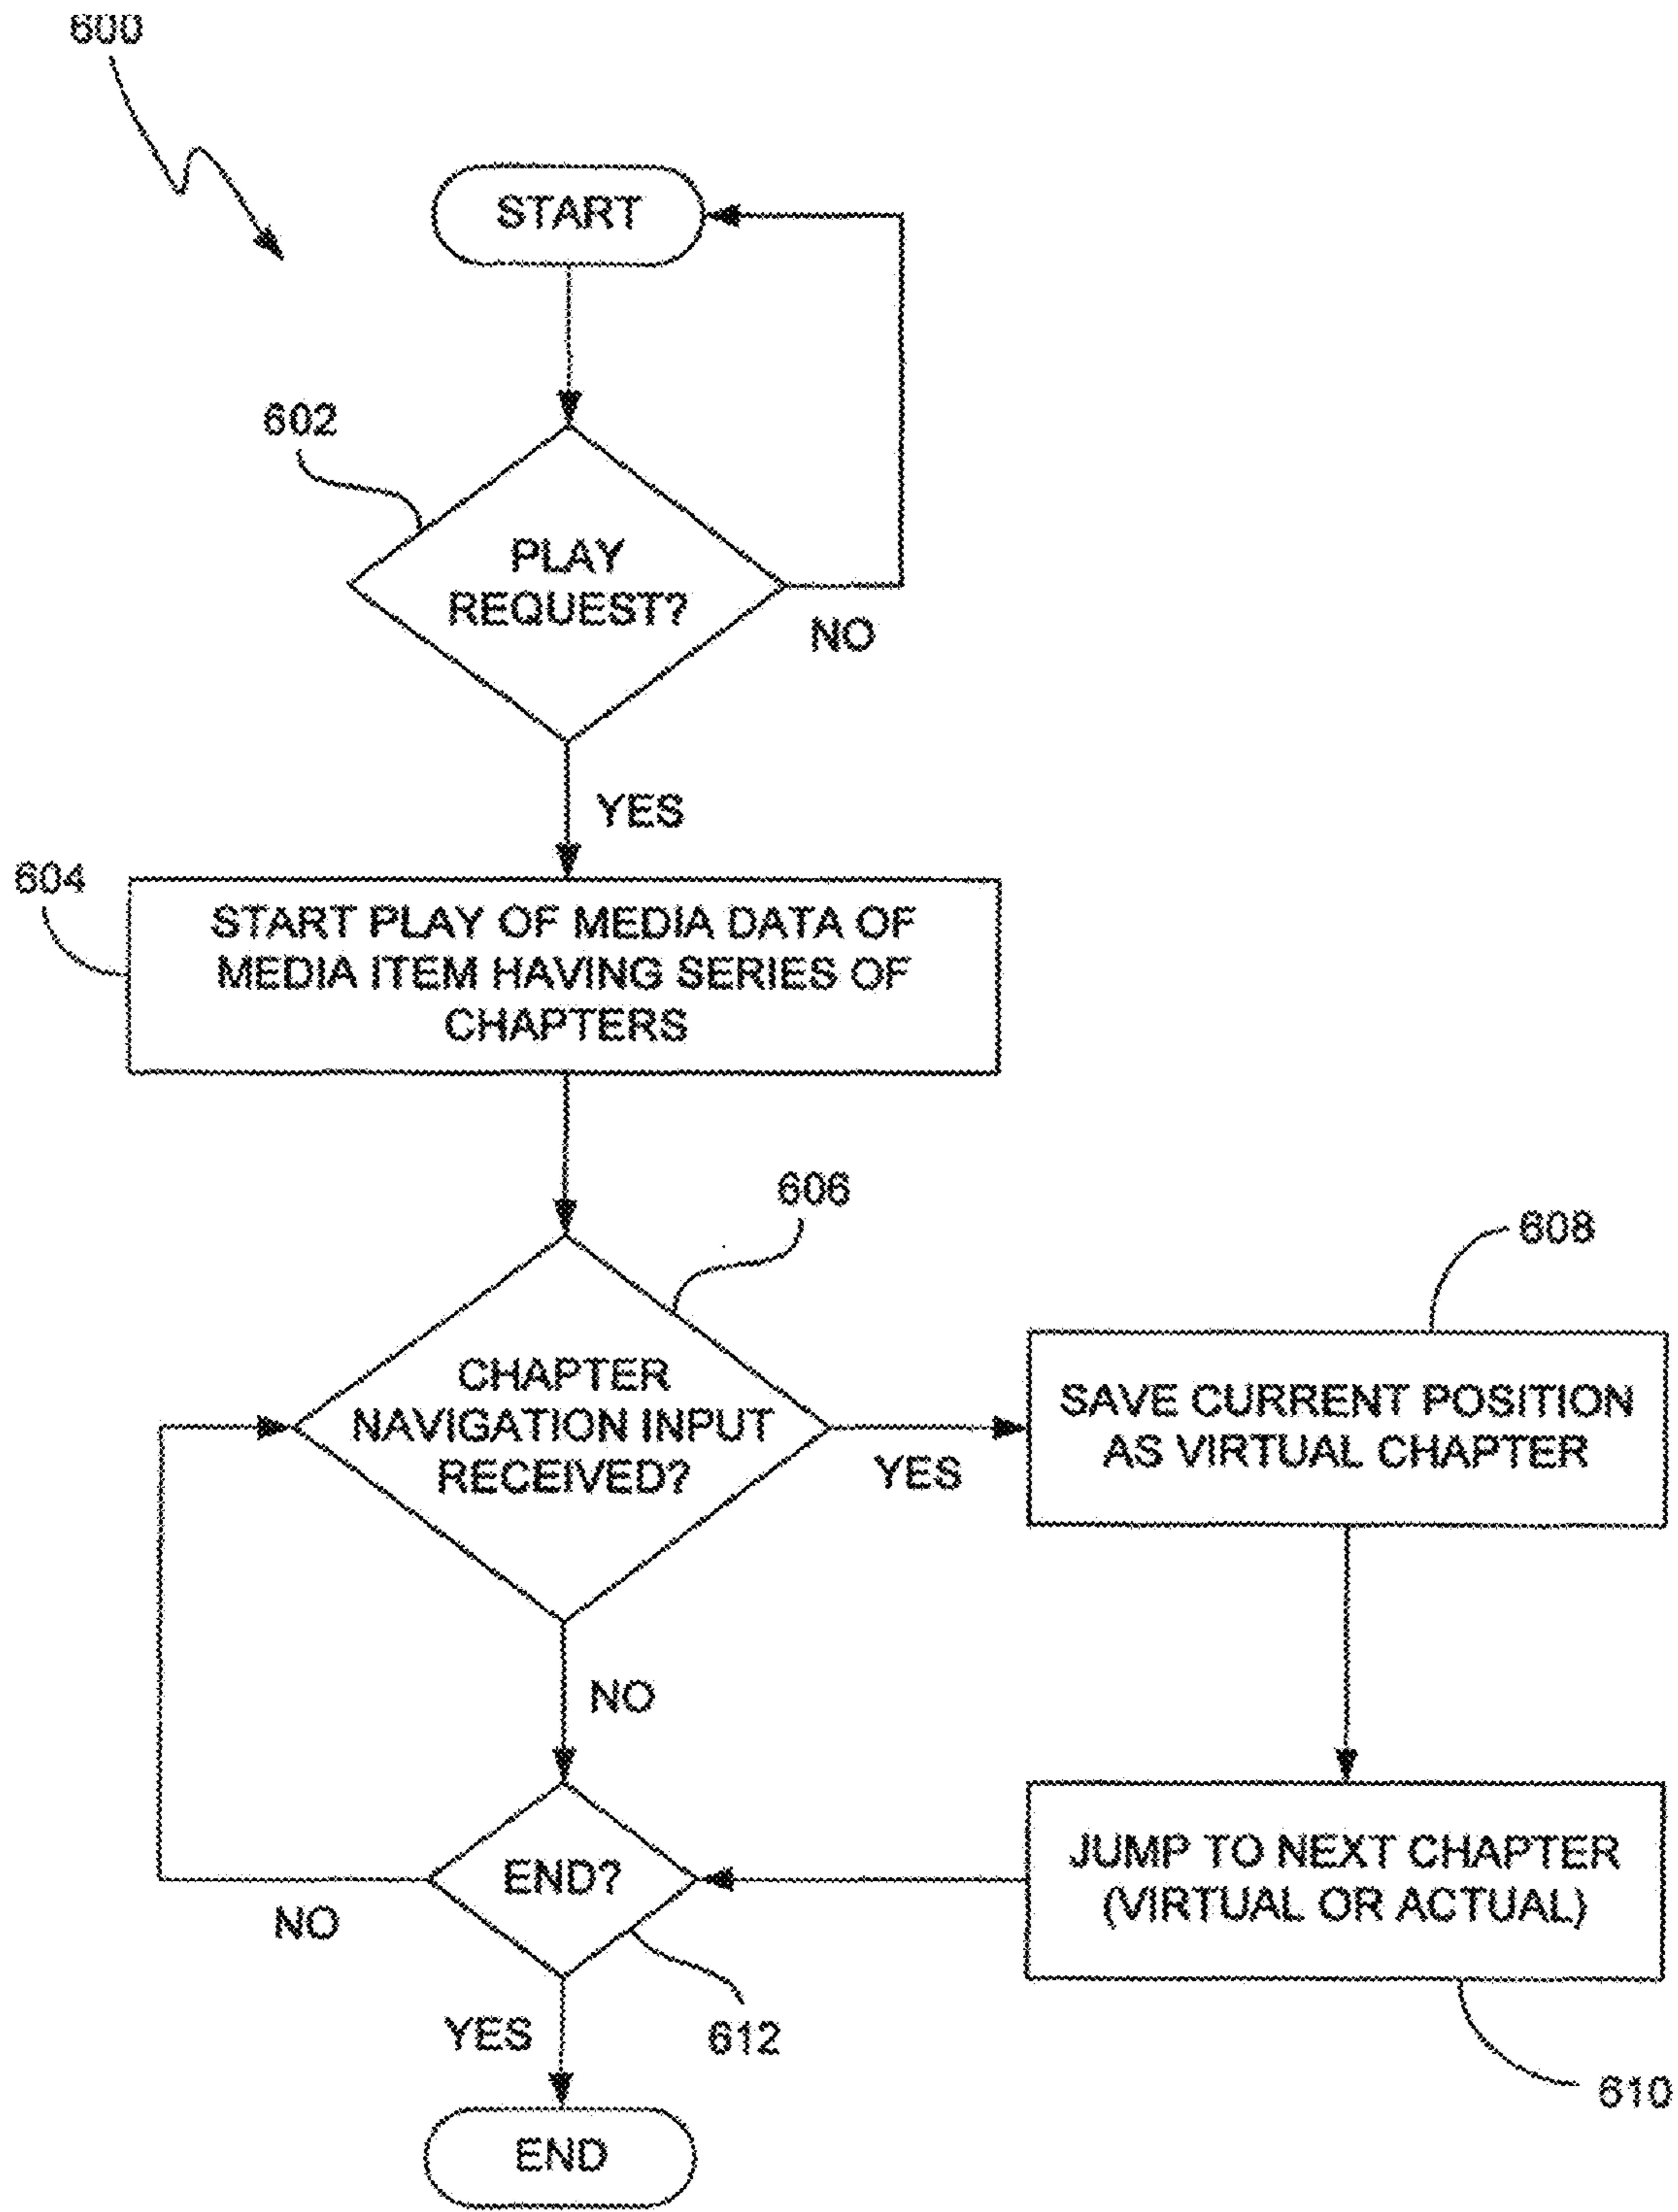 600
START
602
PLAY
REQUEST?
NO
YES
604
START PLAY OF MEDIA DATA OF
MEDIA ITEM HAVING SERIES OF
CHAPTERS
606
608
CHAPTER
NAVIGATION INPUT
RECEIVED?
YES
SAVE CURRENT POSITION
AS VIRTUAL CHAPTER
NO
JUMP TO NEXT CHAPTER
(VIRTUAL OR ACTUAL)
END?
NO
YES
612
610
END